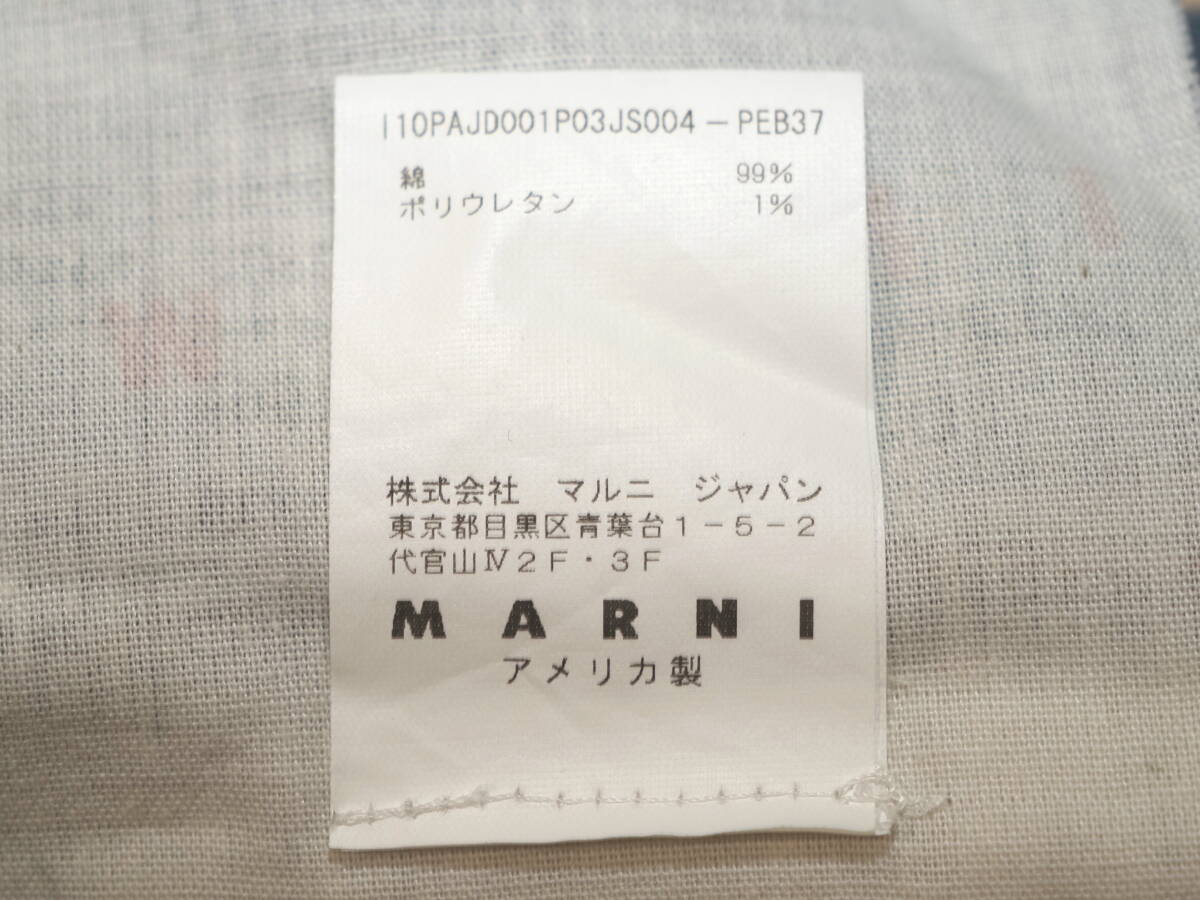 I10PAJD001P03JS004－PEB37
綿 99%
ポリウレタン 1%
株式会社　マルニ　ジャパン
東京都目黒区青葉台１－５－２
代官山Ⅳ２Ｆ・３Ｆ
MARNI
アメリカ製